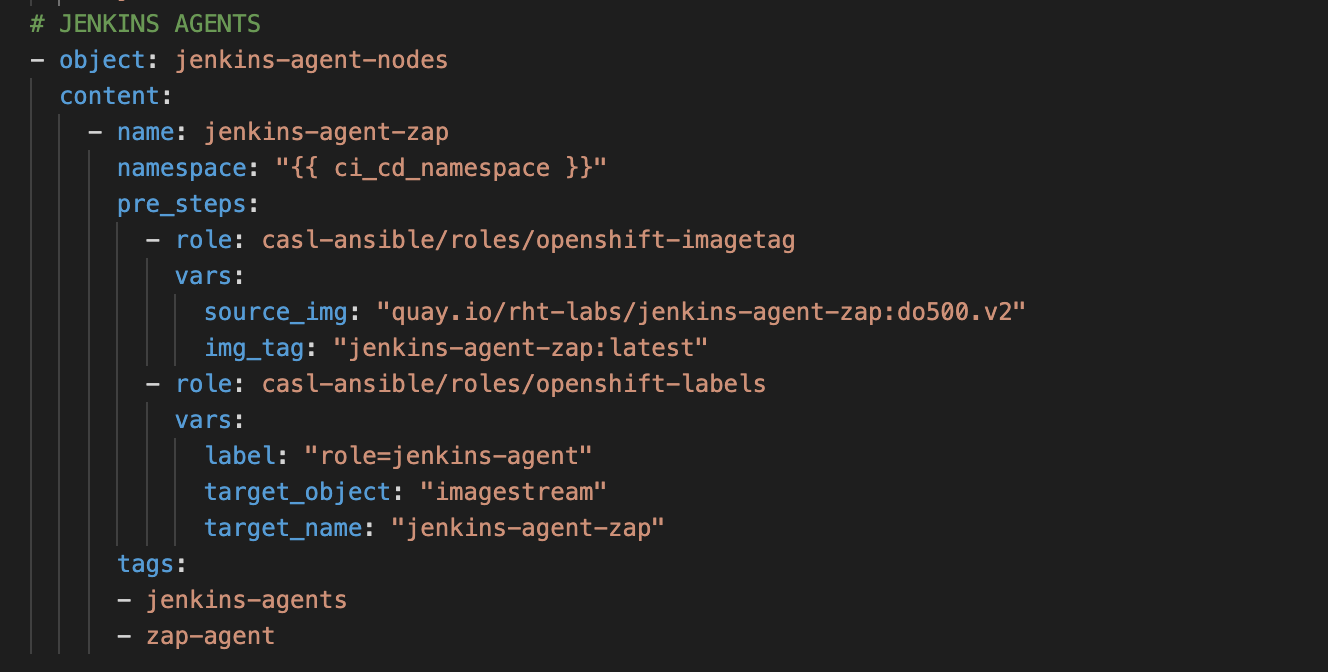 # JENKINS AGENTS
- object: jenkins-agent-nodes
  content:
    - name: jenkins-agent-zap
      namespace: "{{ ci_cd_namespace }}"
      pre_steps:
        - role: casl-ansible/roles/openshift-imagetag
          vars:
            source_img: "quay.io/rht-labs/jenkins-agent-zap:do500.v2"
            img_tag: "jenkins-agent-zap:latest"
        - role: casl-ansible/roles/openshift-labels
          vars:
            label: "role=jenkins-agent"
            target_object: "imagestream"
            target_name: "jenkins-agent-zap"
      tags:
      - jenkins-agents
      - zap-agent